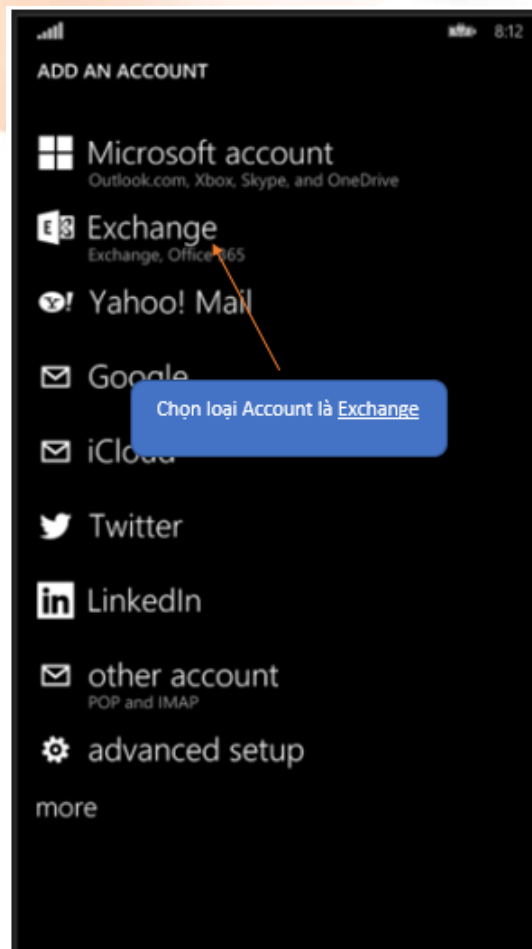 8:12
ADD AN ACCOUNT
Microsoft account
Outlook.com, Xbox, Skype, and OneDrive
Exchange
Exchange, Office 365
Yahoo! Mail
Google
Chọn loại Account là Exchange
iCloud
Twitter
LinkedIn
other account
POP and IMAP
advanced setup
more